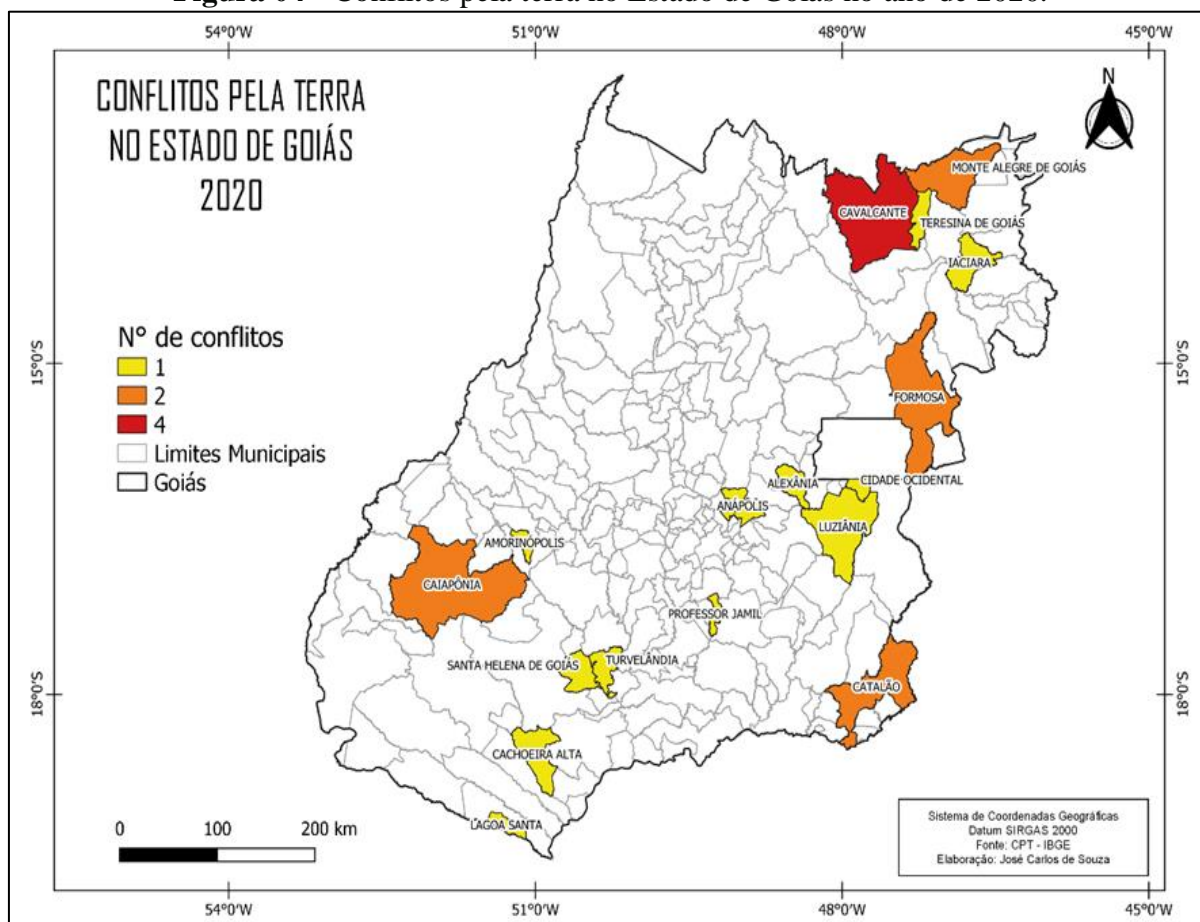 Figura 04 - Conflitos pela terra no Estado de Goiás no ano de 2020.
54°0'W 51°0'W 48°0'W 45°0'W
CONFLITOS PELA TERRA
NO ESTADO DE GOIÁS
2020
N
MONTE ALEGRE DE GOIÁS
CAVALCANTE
TERESINA DE GOIÁS
IACIARA
N° de conflitos
1
2
4
Limites Municipais
Goiás
15°0'S
15°0'S
FORMOSA
ALEXÂNIA
CIDADE OCIDENTAL
ANÁPOLIS
LUZIÂNIA
AMORINÓPOLIS
CAIAPÔNIA
PROFESSOR JAMIL
SANTA HELENA DE GOIÁS
TURVELÂNDIA
CATALÃO
18°0'S
18°0'S
CACHOEIRA ALTA
LAGOA SANTA
0 100 200 km
Sistema de Coordenadas Geográficas
Datum SIRGAS 2000
Fonte: CPT - IBGE
Elaboração: José Carlos de Souza
54°0'W 51°0'W 48°0'W 45°0'W